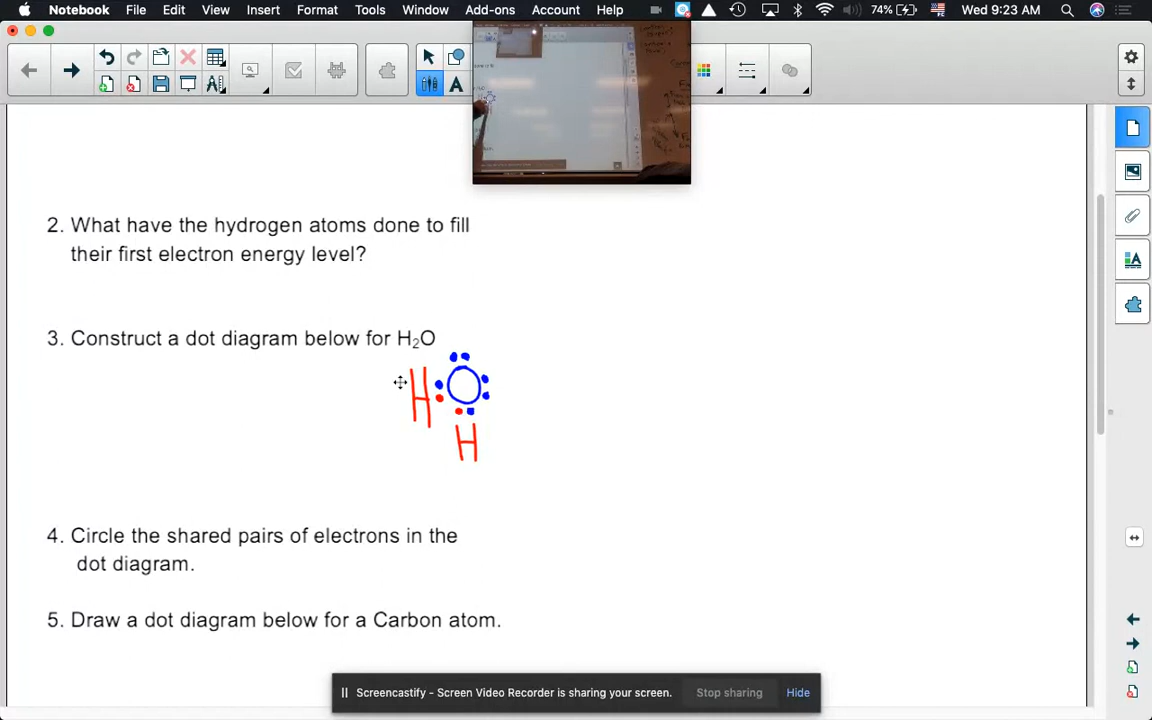 Notebook File Edit View Insert Format Tools Window Add-ons Account Help 74% Wed 9:23 AM
A
2. What have the hydrogen atoms done to fill
their first electron energy level?
3. Construct a dot diagram below for H₂O
H O
H
4. Circle the shared pairs of electrons in the
dot diagram.
5. Draw a dot diagram below for a Carbon atom.
Screencastify - Screen Video Recorder is sharing your screen. Stop sharing Hide